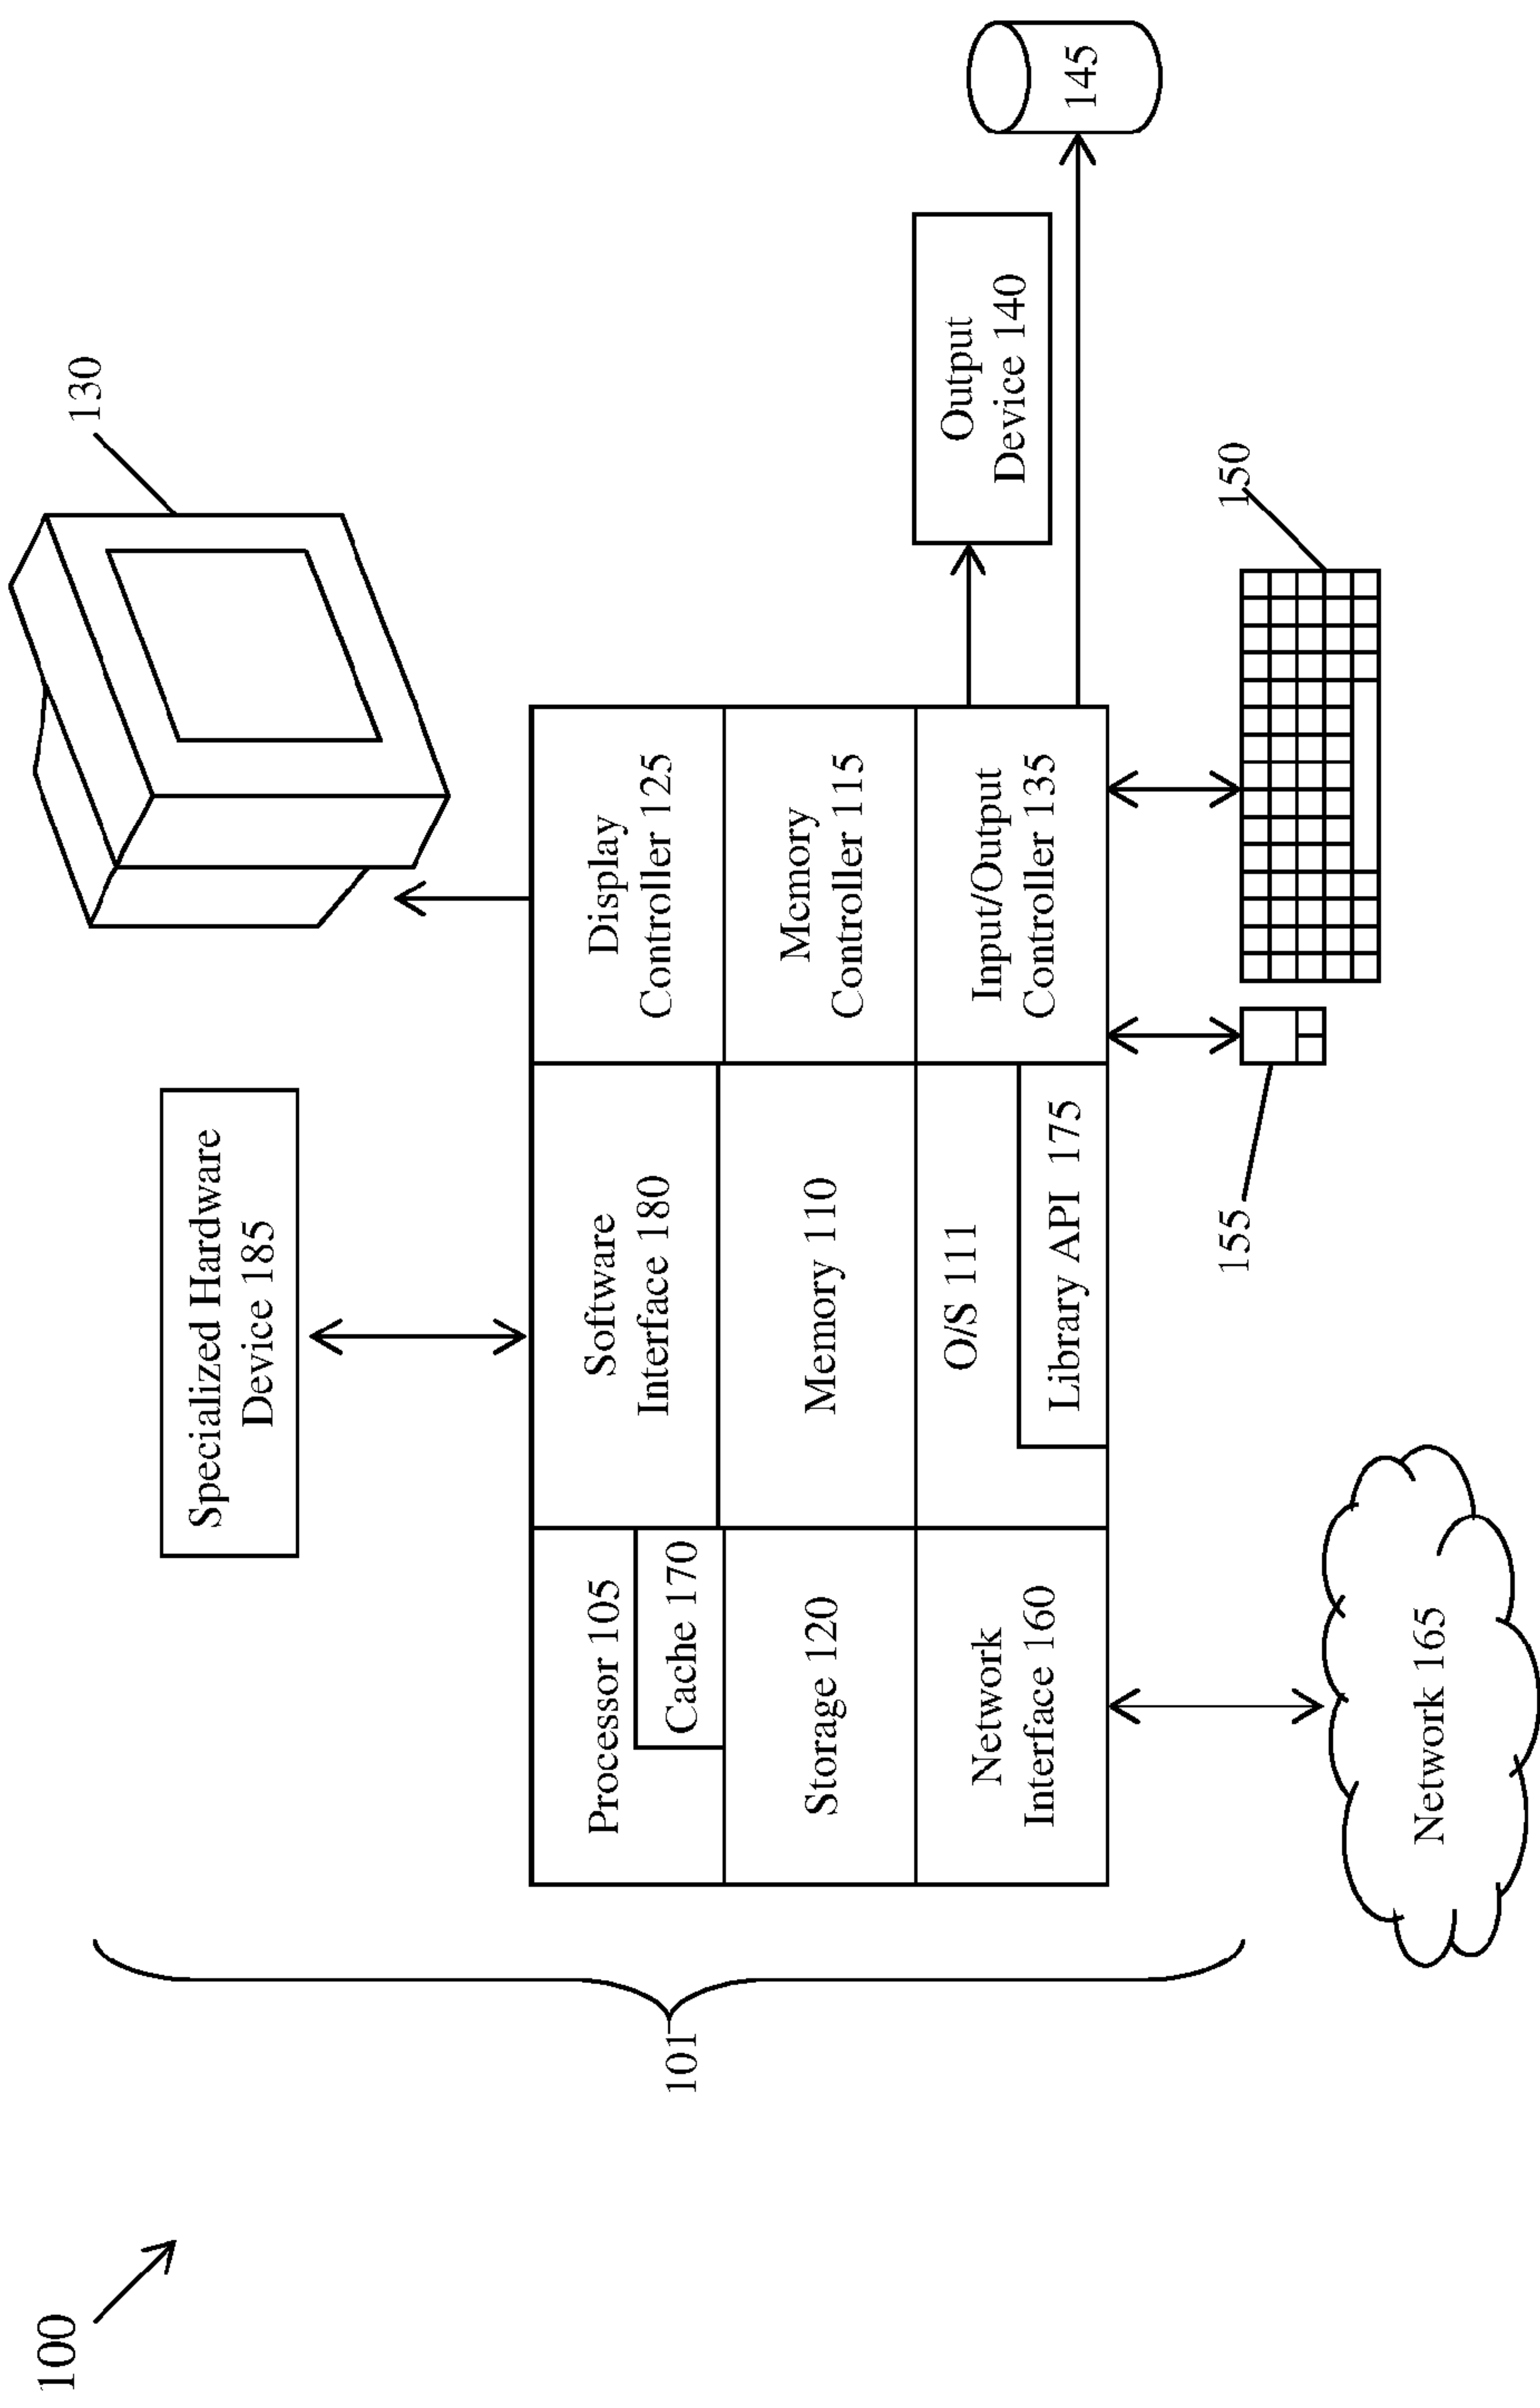 100
101
130
Specialized Hardware
Device 185
Processor 105
Cache 170
Software
Interface 180
Display
Controller 125
Storage 120
Memory 110
Memory
Controller 115
Network
Interface 160
O/S 111
Library API 175
Input/Output
Controller 135
Output
Device 140
145
155
150
Network 165